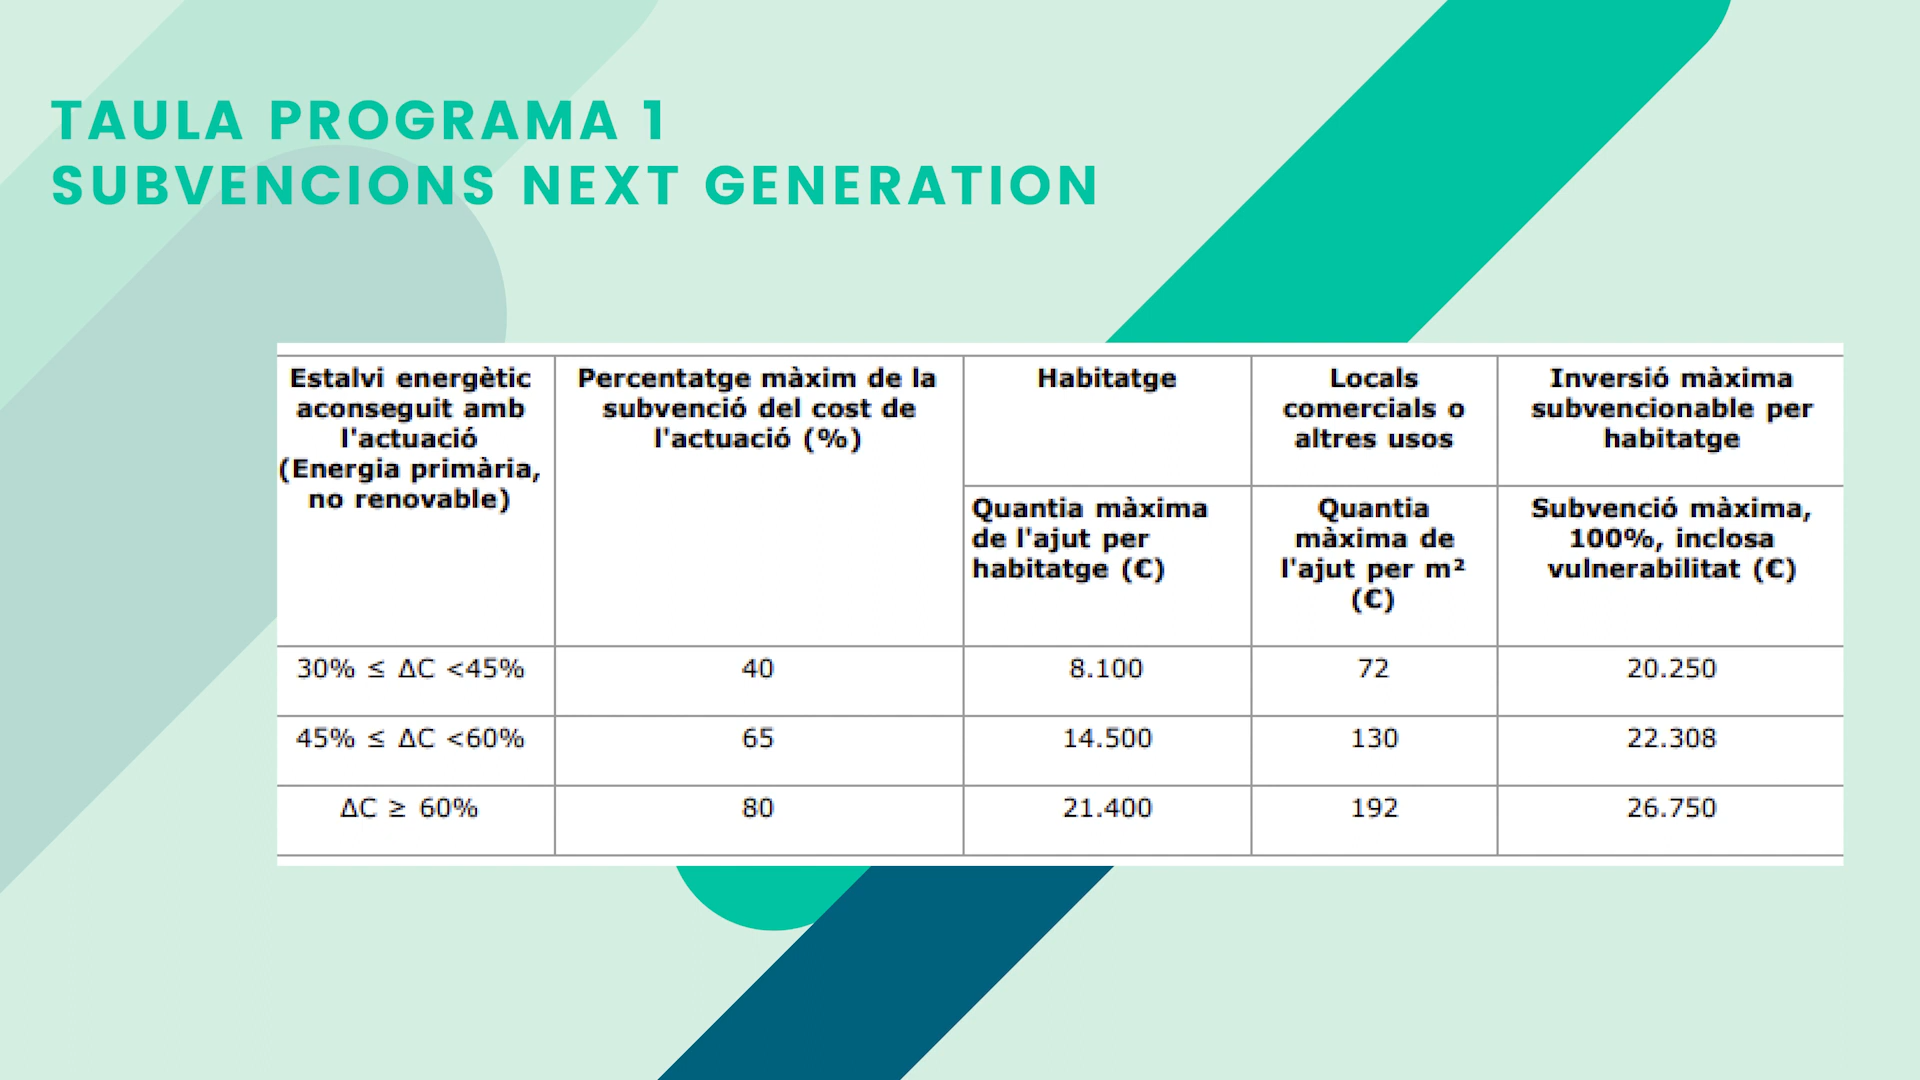 TAULA PROGRAMA 1
SUBVENCIONS NEXT GENERATION
Estalvi energètic
aconseguit amb
l'actuació
(Energia primària,
no renovable)
Percentatge màxim de la
subvenció del cost de
l'actuació (%)
Habitatge
Locals
comercials o
altres usos
Inversió màxima
subvencionable per
habitatge
Quantia màxima
de l'ajut per
habitatge (€)
Quantia
màxima de
l'ajut per m²
(€)
Subvenció màxima,
100%, inclosa
vulnerabilitat (€)
30% ≤ ΔC <45% 40 8.100 72 20.250
45% ≤ ΔC <60% 65 14.500 130 22.308
ΔC ≥ 60% 80 21.400 192 26.750